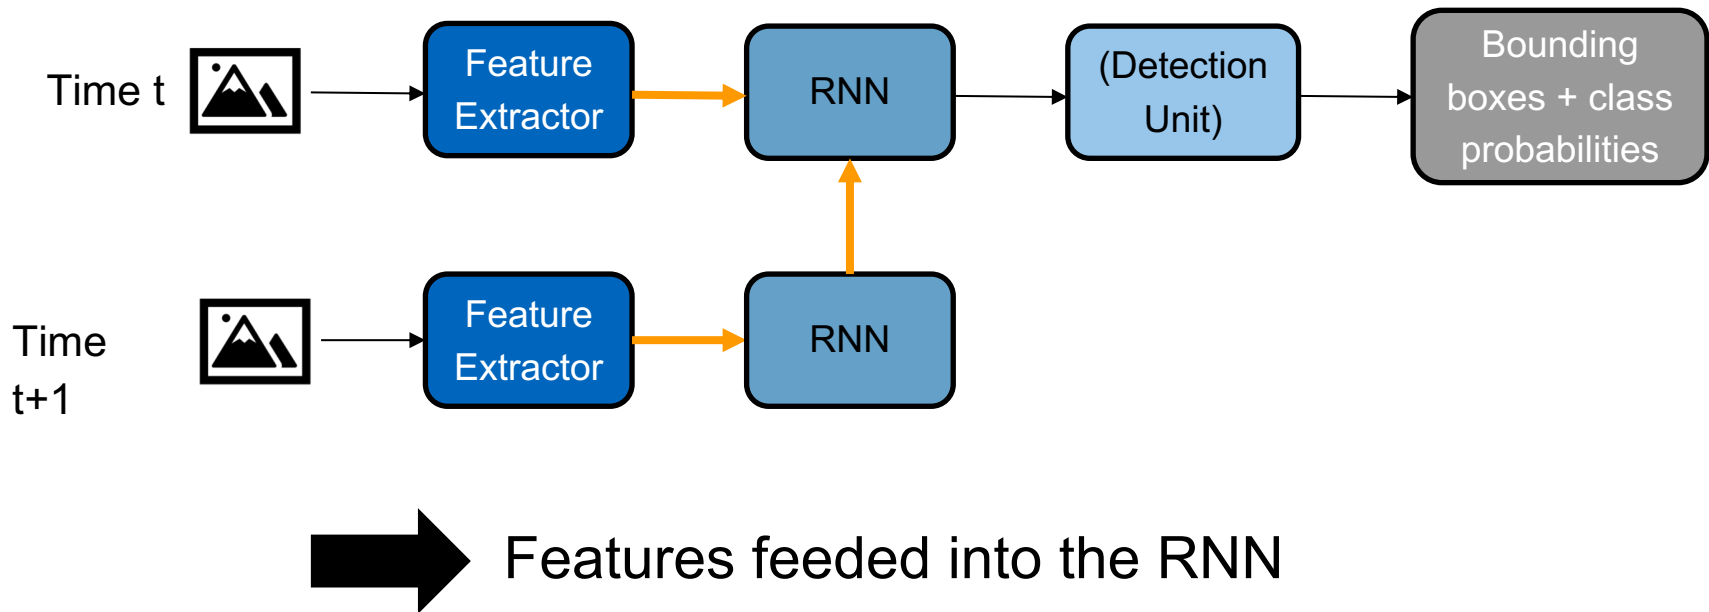 Time t
Feature
Extractor
RNN
(Detection
Unit)
Bounding
boxes + class
probabilities
Time
t+1
Feature
Extractor
RNN
Features feeded into the RNN